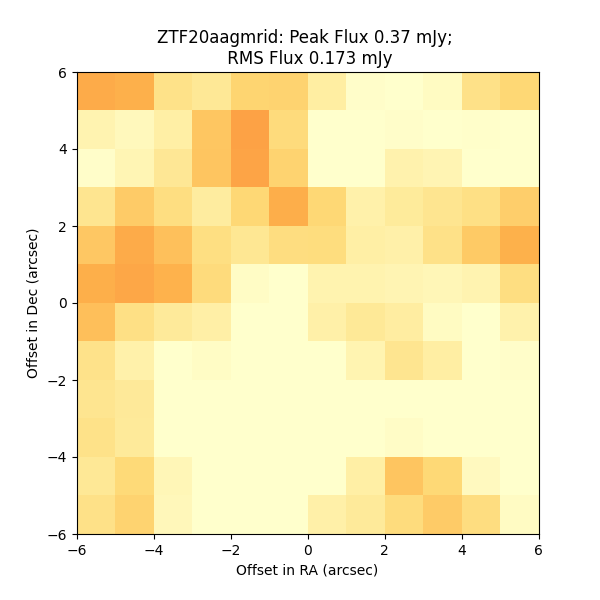 ZTF20aagmrid: Peak Flux 0.37 mJy;
RMS Flux 0.173 mJy
6
4
2
0
−2
−4
−6
Offset in Dec (arcsec)
−6 −4 −2 0 2 4 6
Offset in RA (arcsec)